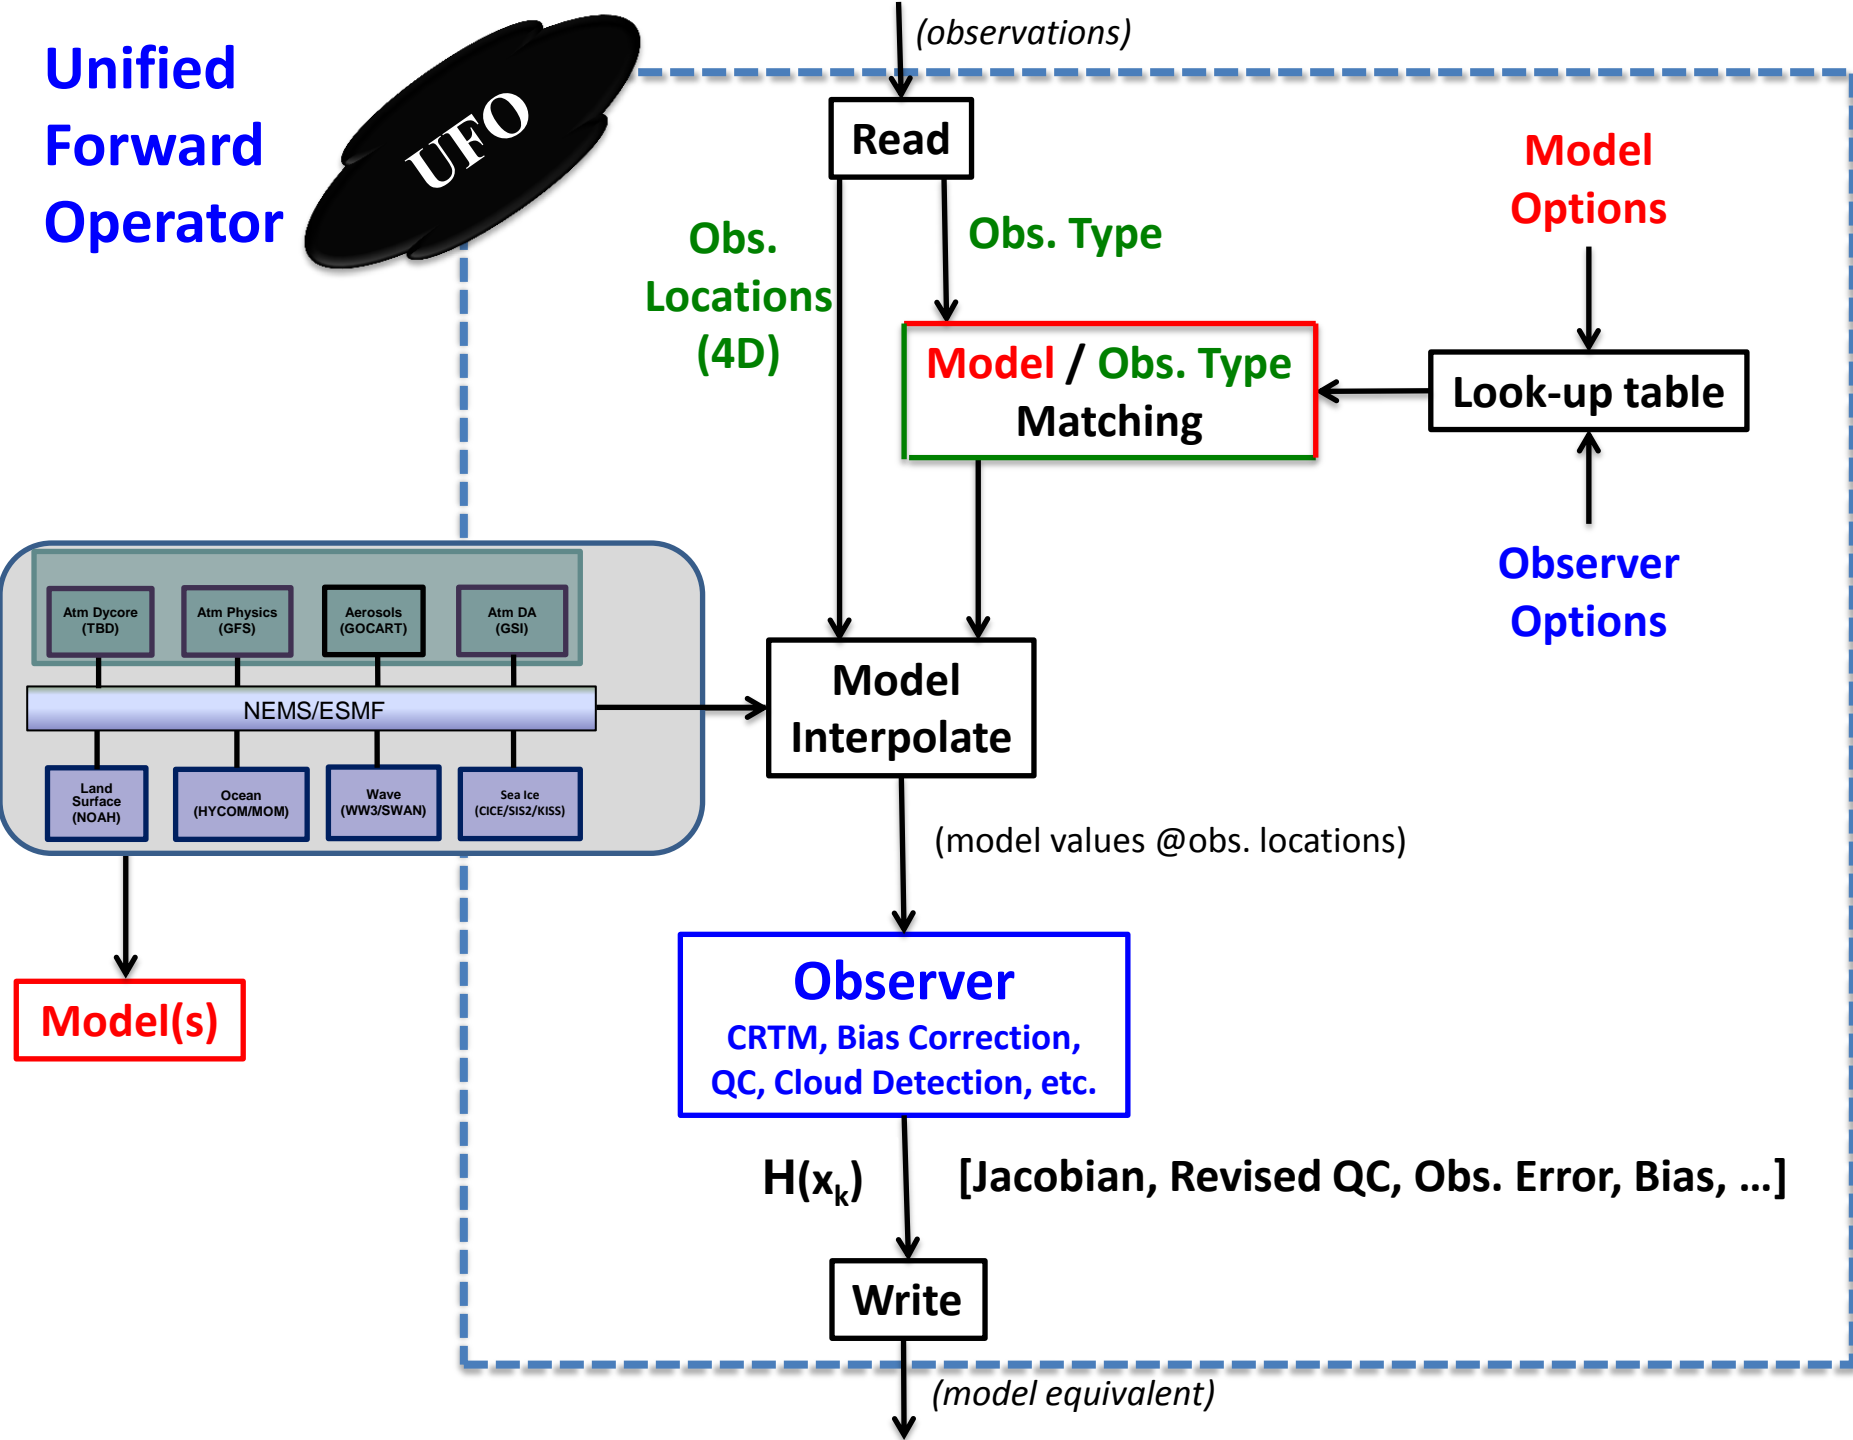 Unified
Forward
Operator
UFO
(observations)
Read
Obs.
Locations
(4D)
Obs. Type
Model
Options
Model / Obs. Type
Matching
Look-up table
Observer
Options
Atm Dycore
(TBD)
Atm Physics
(GFS)
Aerosols
(GOCART)
Atm DA
(GSI)
NEMS/ESMF
Land
Surface
(NOAH)
Ocean
(HYCOM/MOM)
Wave
(WW3/SWAN)
Sea Ice
(CICE/SIS2/KISS)
Model
Interpolate
(model values @obs. locations)
Model(s)
Observer
CRTM, Bias Correction,
QC, Cloud Detection, etc.
H(xk)
[Jacobian, Revised QC, Obs. Error, Bias, ...]
Write
(model equivalent)